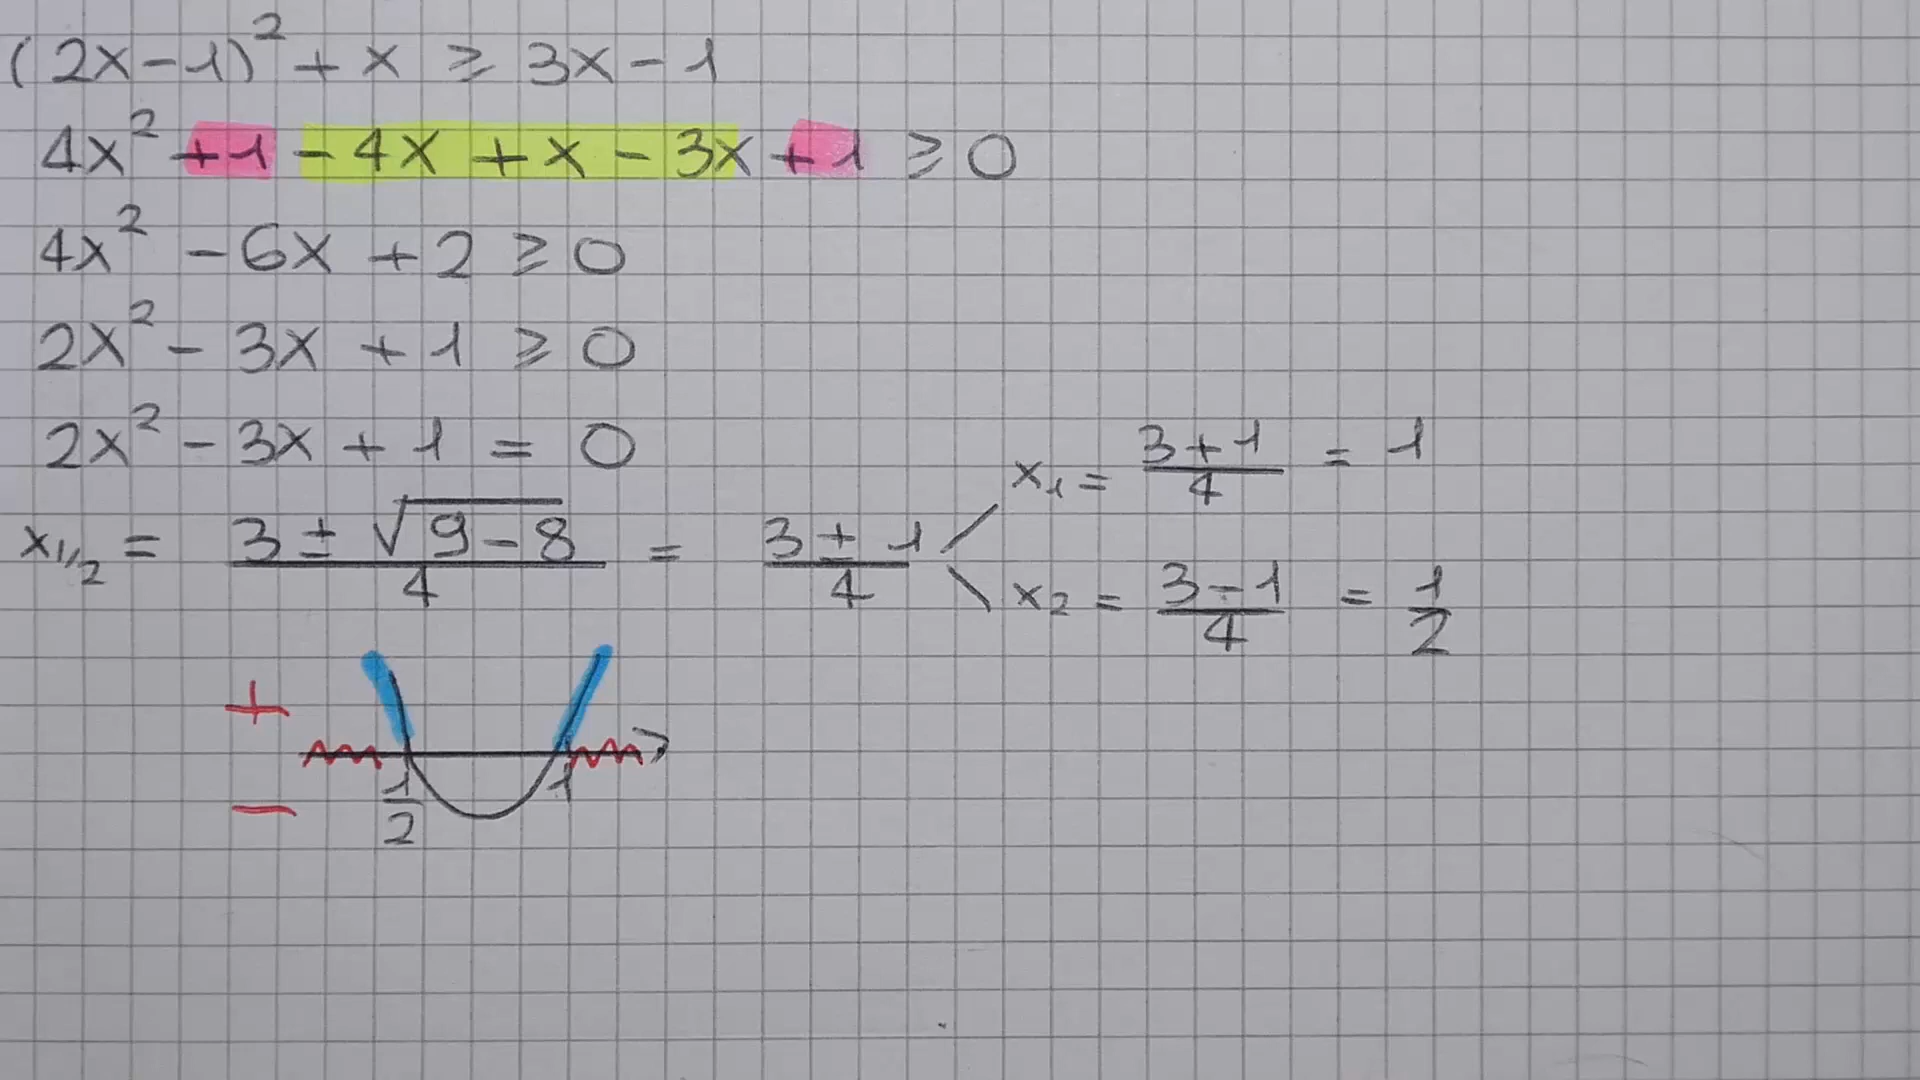 (2x-1)² + x ≥ 3x - 1
4x² +1 - 4x + x - 3x +1 ≥ 0
4x² - 6x + 2 ≥ 0
2x² - 3x + 1 ≥ 0
2x² - 3x + 1 = 0
x₁/₂ = (3 ± √(9-8))/4 = (3 ± 1)/4
x₁ = (3+1)/4 = 1
x₂ = (3-1)/4 = 1/2
+
-
1/2 1